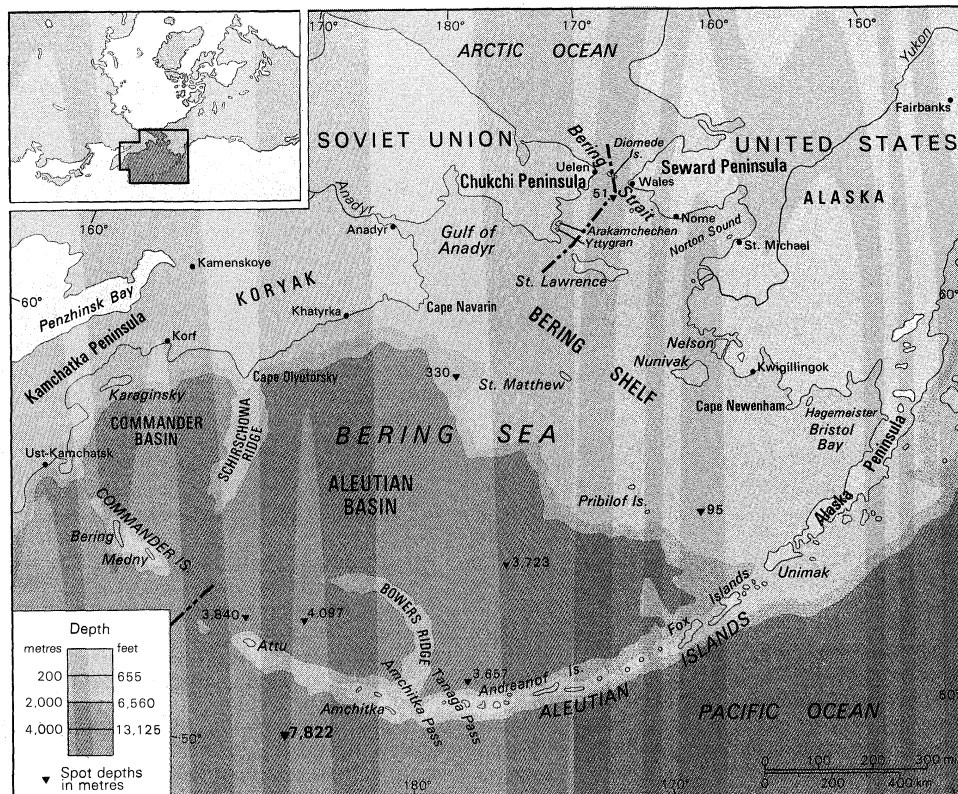 170°
180°
170°
160°
150°
ARCTIC OCEAN
Yukon
Fairbanks
SOVIET UNION
UNITED STATES
Bering Strait
Diomede Is.
Uelen
Wales
51
Chukchi Peninsula
Seward Peninsula
ALASKA
Anadyr
Anadyr
Gulf of Anadyr
Arakamchechen
Yttygran
Nome
Norton Sound
St. Michael
160°
Kamenskoye
St. Lawrence
KORYAK
60°
60°
Penzhinsk Bay
Khatyrka
Cape Navarin
BERING SHELF
Kamchatka Peninsula
Korf
Nelson
Nunivak
Kwigillingok
330
St. Matthew
Cape Olyutorsky
Karaginsky
COMMANDER BASIN
SCHIRSCHOWA RIDGE
Cape Newenham
Hagemeister
Bristol Bay
BERING SEA
Ust-Kamchatsk
ALEUTIAN BASIN
Alaska Peninsula
Pribilof Is.
95
COMMANDER IS.
Bering
Medny
3,723
Unimak
BOWERS RIDGE
3,840
4,097
Fox Islands
Attu
3,657
Andreanof Is.
ALEUTIAN ISLANDS
Amchitka
Amchitka Pass
Tanaga Pass
PACIFIC OCEAN
7,822
50°
50°
180°
170°
Depth
metres
feet
200
655
2,000
6,560
4,000
13,125
Spot depths
in metres
0 100 200 300 mi
0 200 400 km